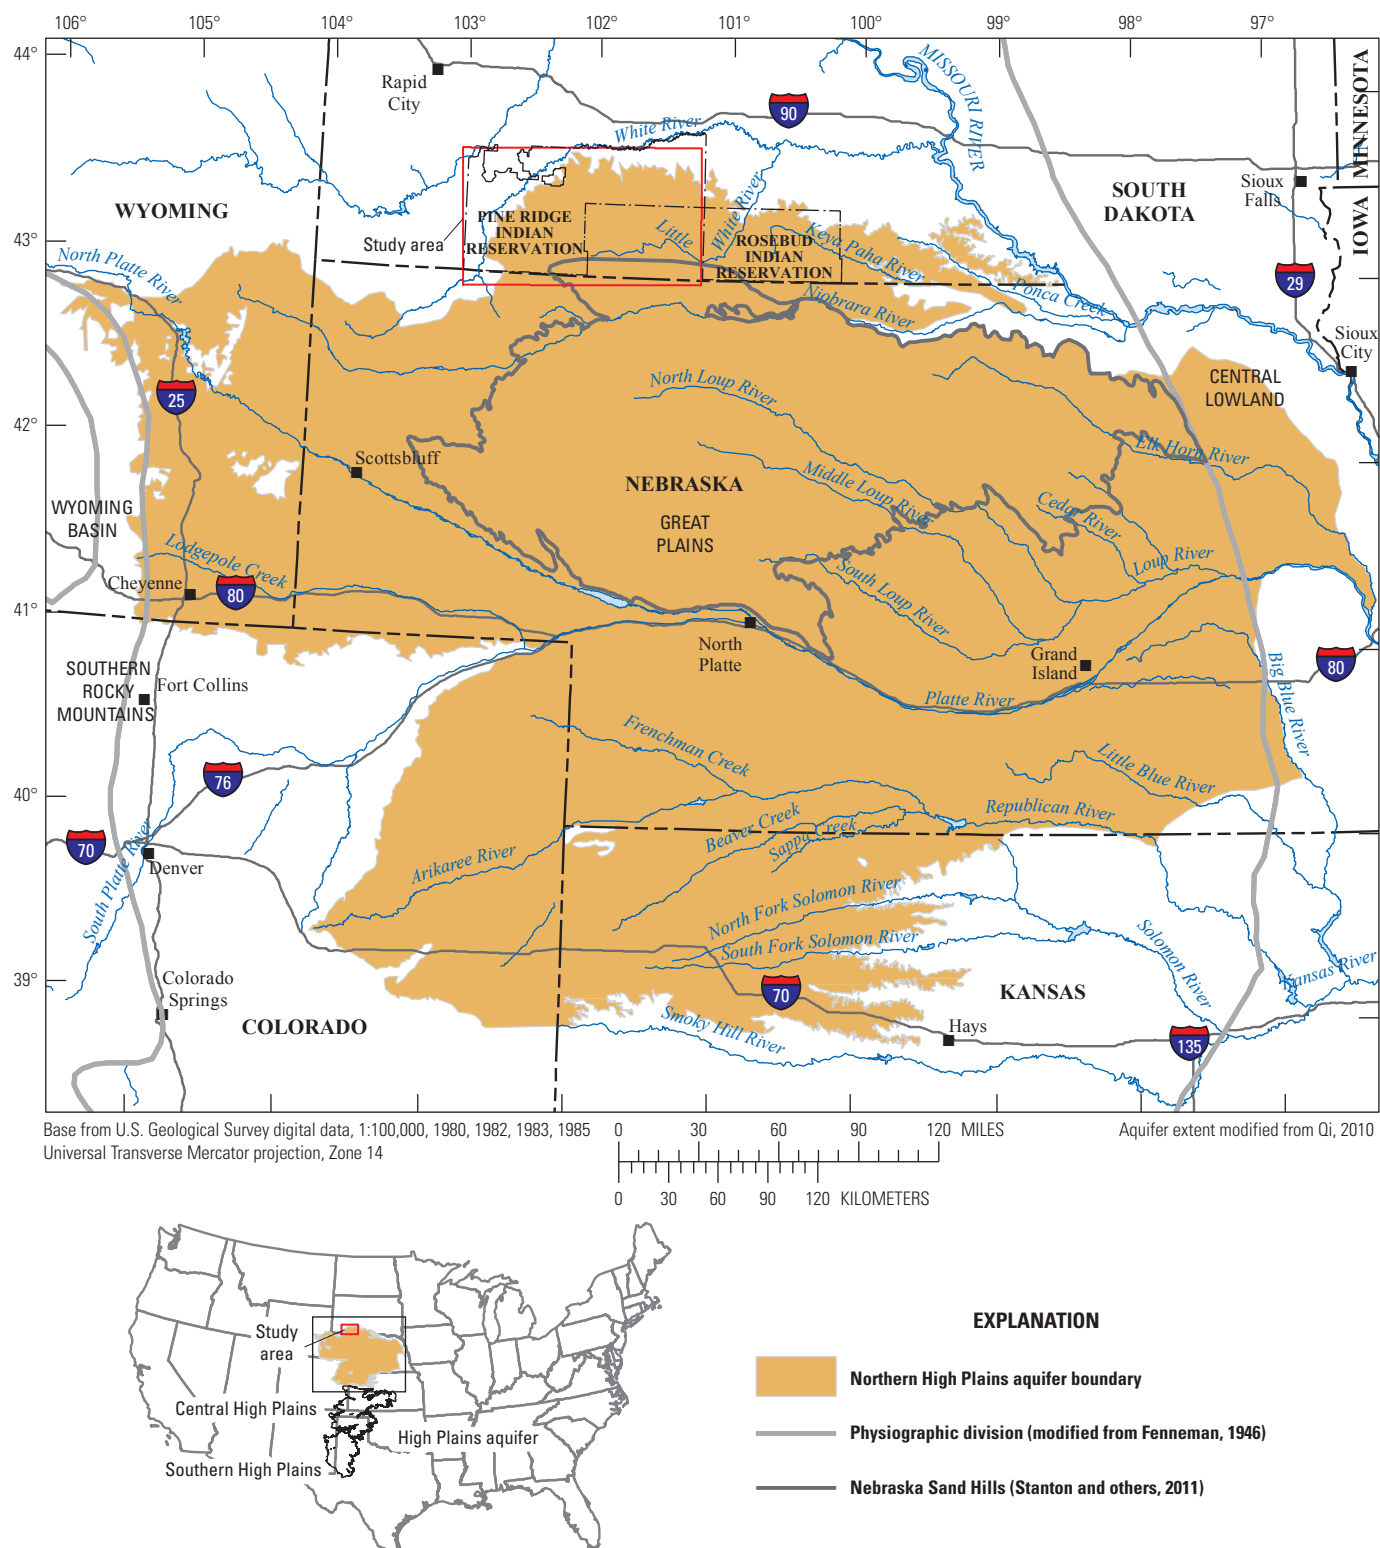 106°
105°
104°
103°
102°
101°
100°
99°
98°
97°
44°
43°
42°
41°
40°
39°
Rapid
City
90
MISSOURI RIVER
MINNESOTA
IOWA
White River
Sioux
Falls
SOUTH
DAKOTA
WYOMING
Study area
PINE RIDGE
INDIAN
RESERVATION
Little
White River
ROSEBUD
INDIAN
RESERVATION
Keya Paha River
Ponca Creek
Niobrara River
29
Sioux
City
North Platte River
25
CENTRAL
LOWLAND
North Loup River
Elk Horn River
Scottsbluff
Middle Loup River
NEBRASKA
GREAT
PLAINS
Cedar River
WYOMING
BASIN
Lodgepole Creek
Loup River
Cheyenne
80
South Loup River
North
Platte
Grand
Island
80
SOUTHERN
ROCKY
MOUNTAINS
Fort Collins
Platte River
Big Blue River
Frenchman Creek
Little Blue River
76
Republican River
Beaver Creek
Sappa Creek
70
South Platte River
Denver
Arikaree River
North Fork Solomon River
South Fork Solomon River
Solomon River
Kansas River
Colorado
Springs
70
KANSAS
COLORADO
Smoky Hill River
Hays
135
Base from U.S. Geological Survey digital data, 1:100,000, 1980, 1982, 1983, 1985
Universal Transverse Mercator projection, Zone 14
0 30 60 90 120 MILES
0 30 60 90 120 KILOMETERS
Aquifer extent modified from Qi, 2010
Study
area
Central High Plains
High Plains aquifer
Southern High Plains
EXPLANATION
Northern High Plains aquifer boundary
Physiographic division (modified from Fenneman, 1946)
Nebraska Sand Hills (Stanton and others, 2011)